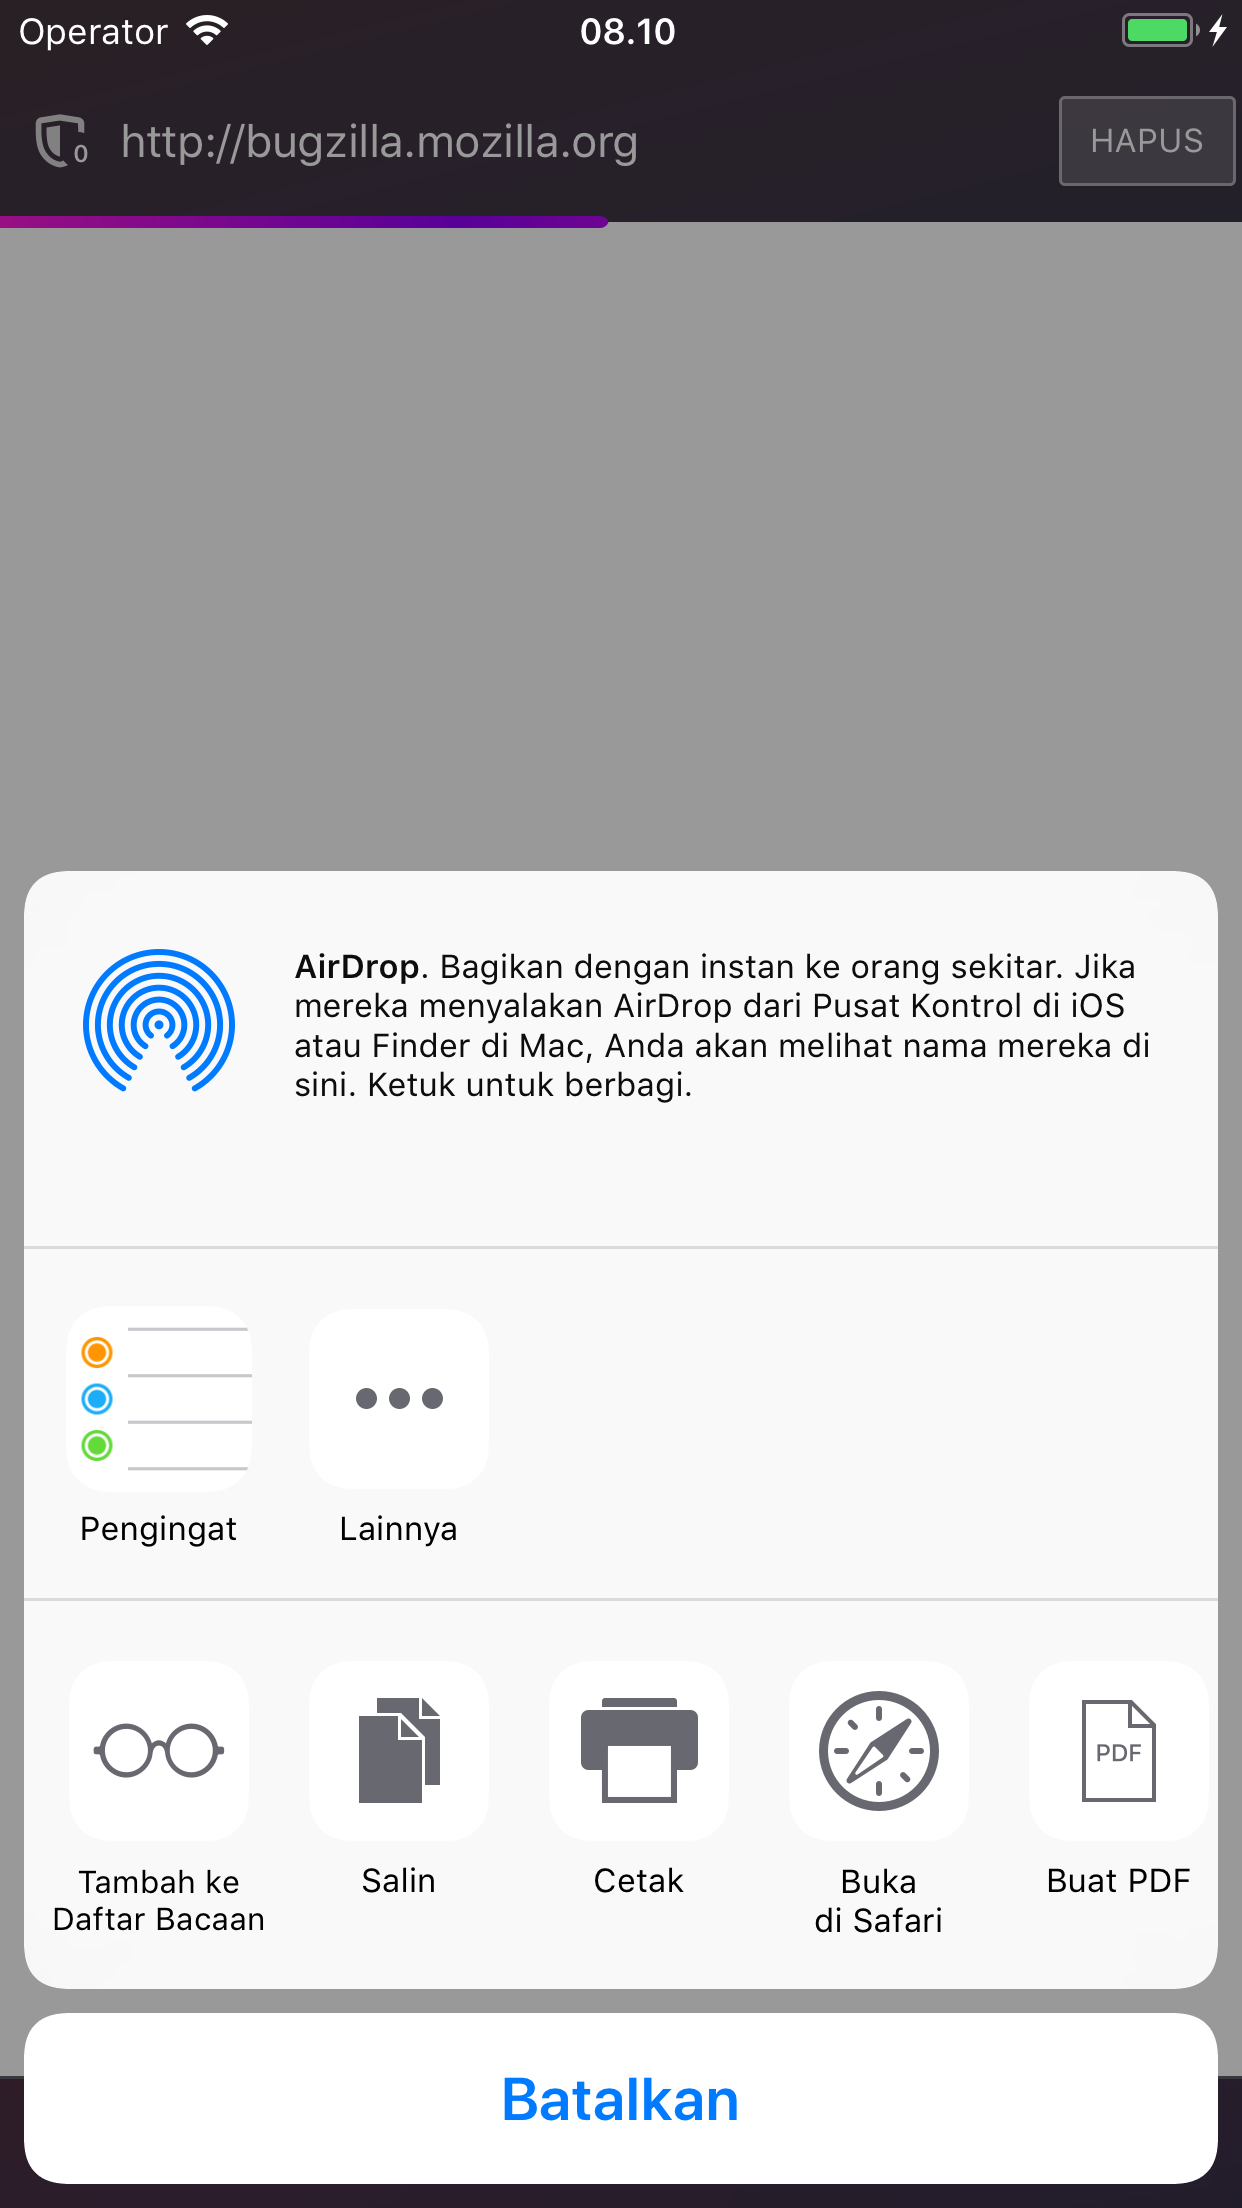 Operator
08.10
0
http://bugzilla.mozilla.org
HAPUS
AirDrop. Bagikan dengan instan ke orang sekitar. Jika
mereka menyalakan AirDrop dari Pusat Kontrol di iOS
atau Finder di Mac, Anda akan melihat nama mereka di
sini. Ketuk untuk berbagi.
Pengingat
Lainnya
Tambah ke
Daftar Bacaan
Salin
Cetak
Buka
di Safari
PDF
Buat PDF
Batalkan